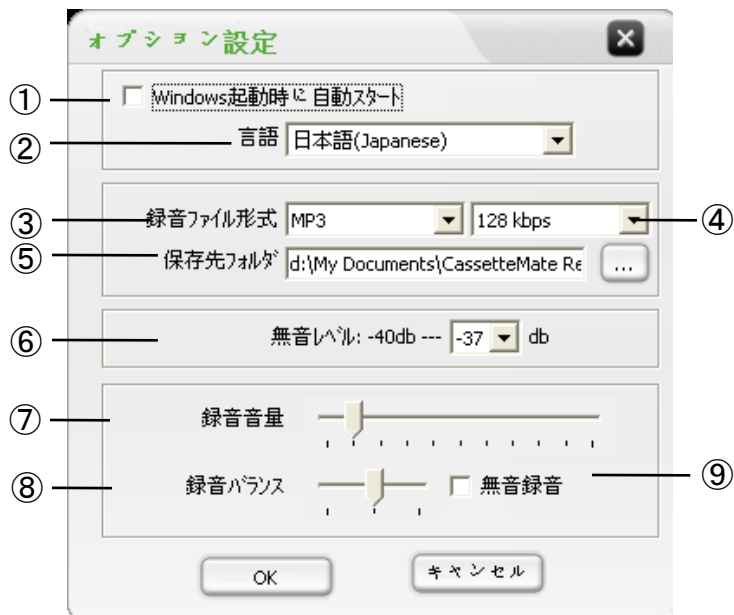 オプション設定
① Windows起動時に自動スタート
② 言語 日本語(Japanese)
③ 録音ファイル形式 MP3 128 kbps ④
⑤ 保存先フォルダ d:\My Documents\CassetteMate Re ...
⑥ 無音レベル: -40db --- -37 db
⑦ 録音音量
⑧ 録音バランス 無音録音 ⑨
OK キャンセル